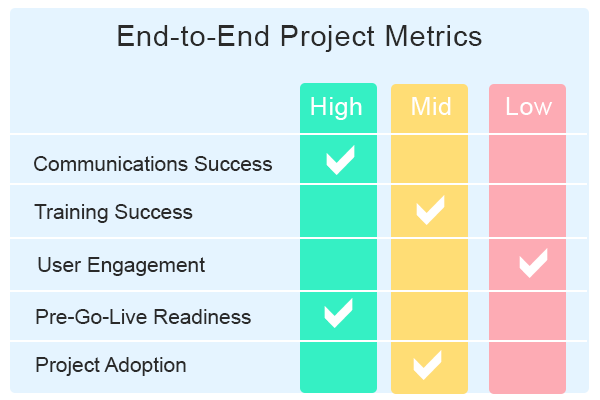 End-to-End Project Metrics
High Mid Low
Communications Success
Training Success
User Engagement
Pre-Go-Live Readiness
Project Adoption